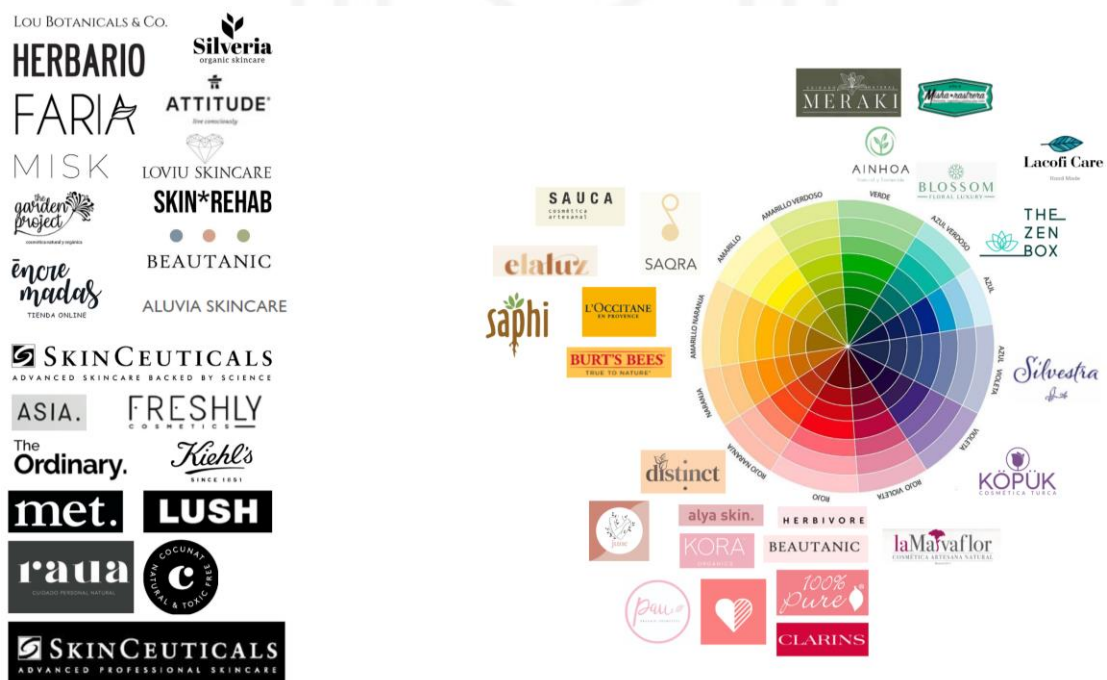 LOU BOTANICALS & CO.
Silveria
organic skincare
HERBARIO
FARIA
ATTITUDE
live consciously
MISK
LOVIU SKINCARE
the
garden
project
cosmética natural y orgánica
SKIN*REHAB
BEAUTANIC
ēncre
madas
TIENDA ONLINE
ALUVIA SKINCARE
SKINCEUTICALS
ADVANCED SKINCARE BACKED BY SCIENCE
ASIA.
FRESHLY
COSMETICS
The
Ordinary.
Kiehl's
SINCE 1851
met.
LUSH
raua
CUIDADO PERSONAL NATURAL
COCUNAT
c
NATURAL & TOXIC FREE
SKINCEUTICALS
ADVANCED PROFESSIONAL SKINCARE
MERAKI
AINHOA
BLOSSOM
FLORAL LUXURY
Lacofi Care
Hand Made
THE
ZEN
BOX
SAUCA
cosmética
artesanal
SAQRA
elaluz
saphi
L'OCCITANE
EN PROVENCE
BURT'S BEES
TRUE TO NATURE
VERDE
AZUL VERDOSO
AZUL
AZUL VIOLETA
VIOLETA
ROJO VIOLETA
ROJO
ROJO NARANJA
NARANJA
AMARILLO NARANJA
AMARILLO
AMARILLO VERDOSO
Silvestra
KÖPÜK
COSMÉTICA TURCA
distinct
alya skin.
HERBIVORE
KORA
ORGANICS
BEAUTANIC
laMalvaflor
COSMÉTICA ARTESANA NATURAL
pau
100%
Pure
CLARINS